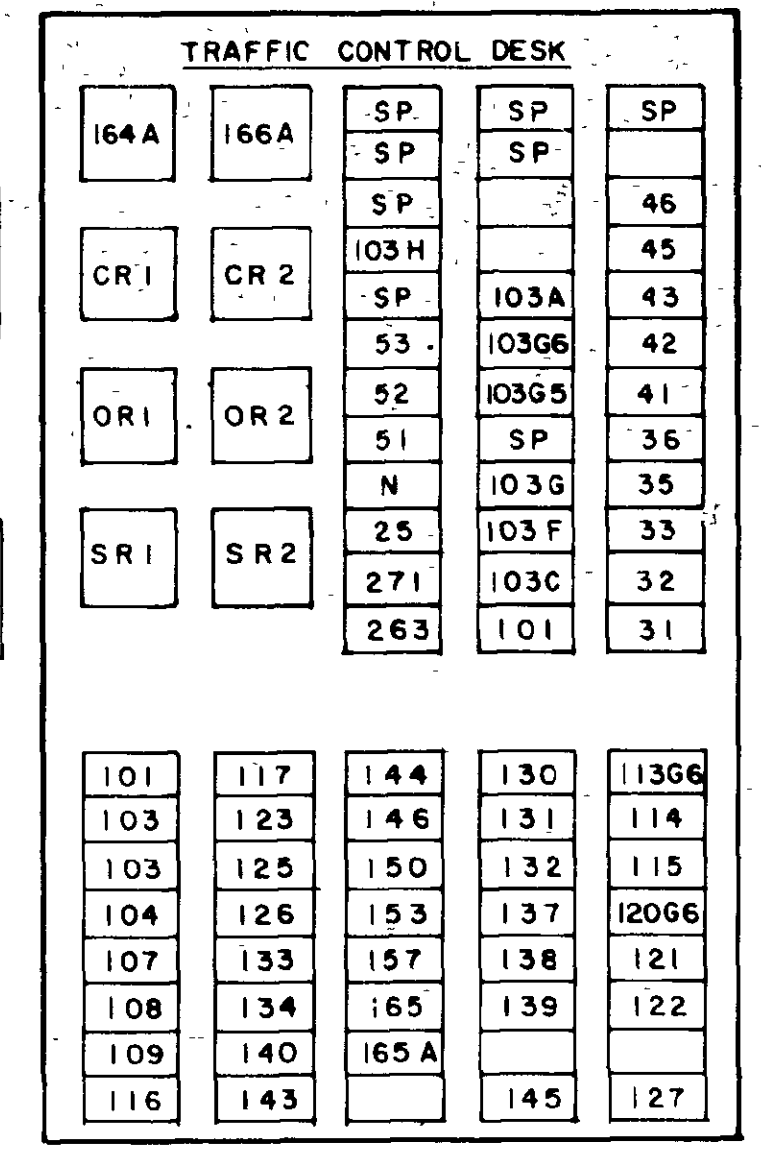 TRAFFIC CONTROL DESK
164A 166A SP SP SP
SP SP
SP 46
103H 45
CR1 CR2 SP 103A 43
53 103G6 42
OR1 OR2 52 103G5 41
51 SP 36
N 103G 35
SR1 SR2 25 103F 33
271 103C 32
263 101 31
101 117 144 130 113G6
103 123 146 131 114
103 125 150 132 115
104 126 153 137 120G6
107 133 157 138 121
108 134 165 139 122
109 140 165A
116 143 145 127